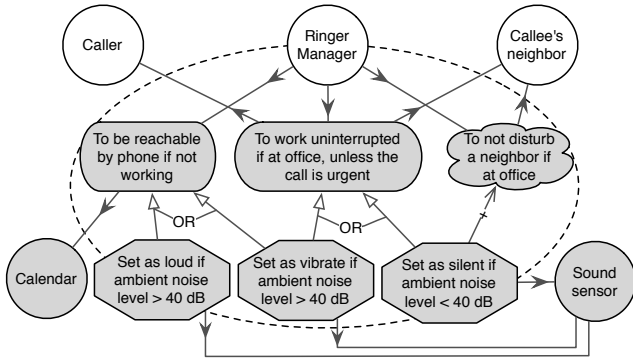 Caller
Ringer
Manager
Callee's
neighbor
To be reachable
by phone if not
working
To work uninterrupted
if at office, unless the
call is urgent
To not disturb
a neighbor if
at office
OR
OR
Calendar
Set as loud if
ambient noise
level > 40 dB
Set as vibrate if
ambient noise
level > 40 dB
Set as silent if
ambient noise
level < 40 dB
Sound
sensor